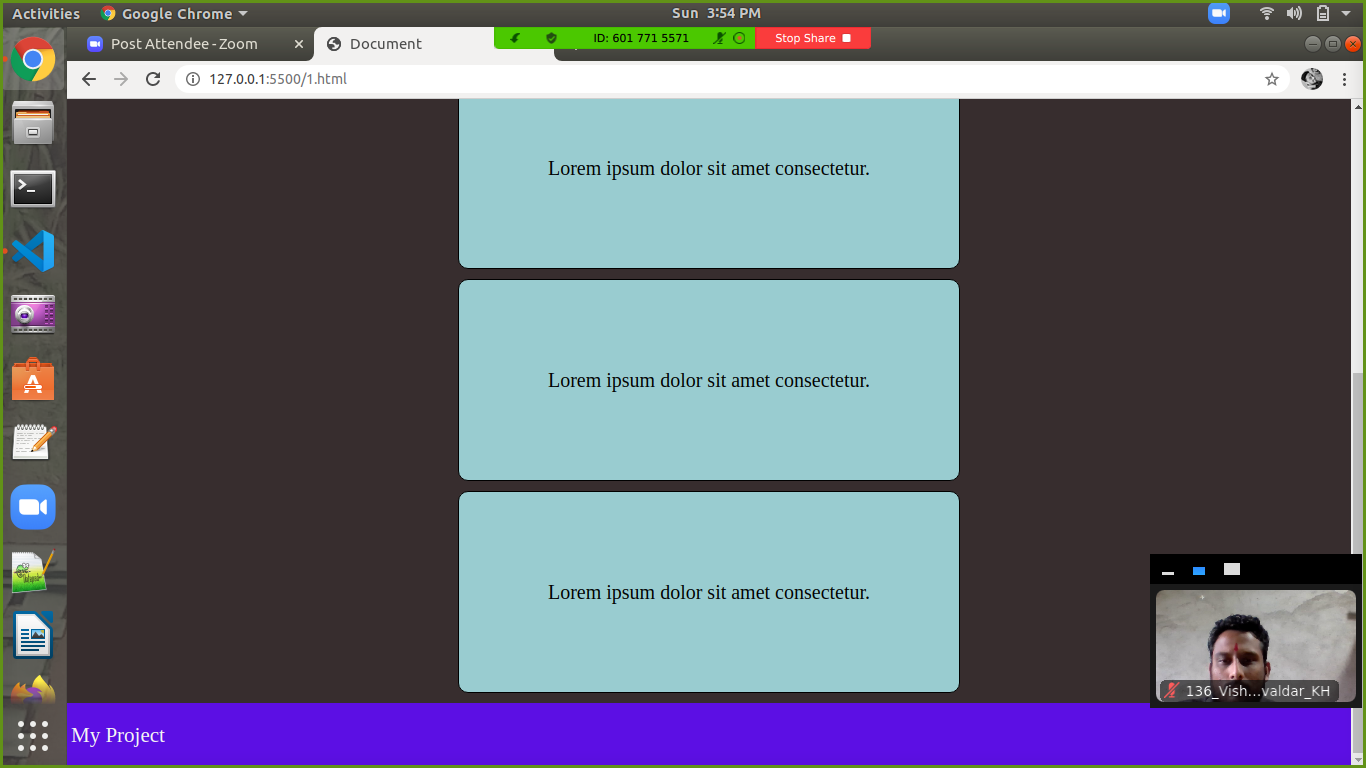 Activities
Google Chrome
Sun 3:54 PM
Post Attendee - Zoom
Document
ID: 601 771 5571
Stop Share
127.0.0.1:5500/1.html
Lorem ipsum dolor sit amet consectetur.
Lorem ipsum dolor sit amet consectetur.
Lorem ipsum dolor sit amet consectetur.
136_Vish...valdar_KH
My Project